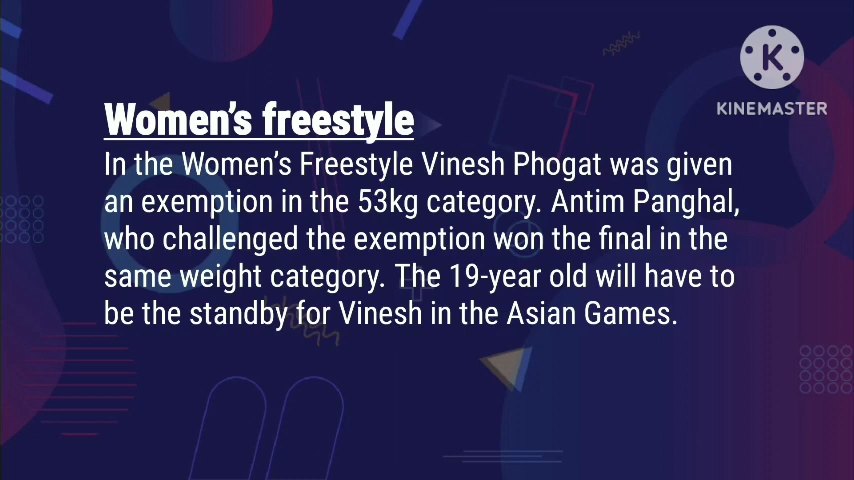 KINEMASTER
Women's freestyle
In the Women's Freestyle Vinesh Phogat was given
an exemption in the 53kg category. Antim Panghal,
who challenged the exemption won the final in the
same weight category. The 19-year old will have to
be the standby for Vinesh in the Asian Games.